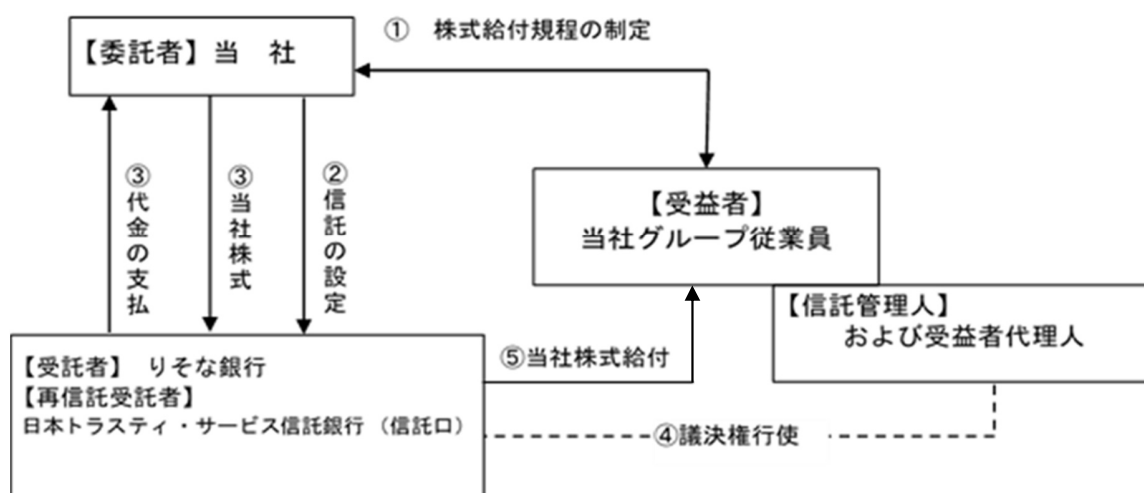 ① 株式給付規程の制定
【委託者】当 社
③代金の支払
③当社株式
②信託の設定
【受益者】
当社グループ従業員
【信託管理人】
および受益者代理人
⑤当社株式給付
【受託者】 りそな銀行
【再信託受託者】
日本トラスティ・サービス信託銀行 （信託口）
④議決権行使